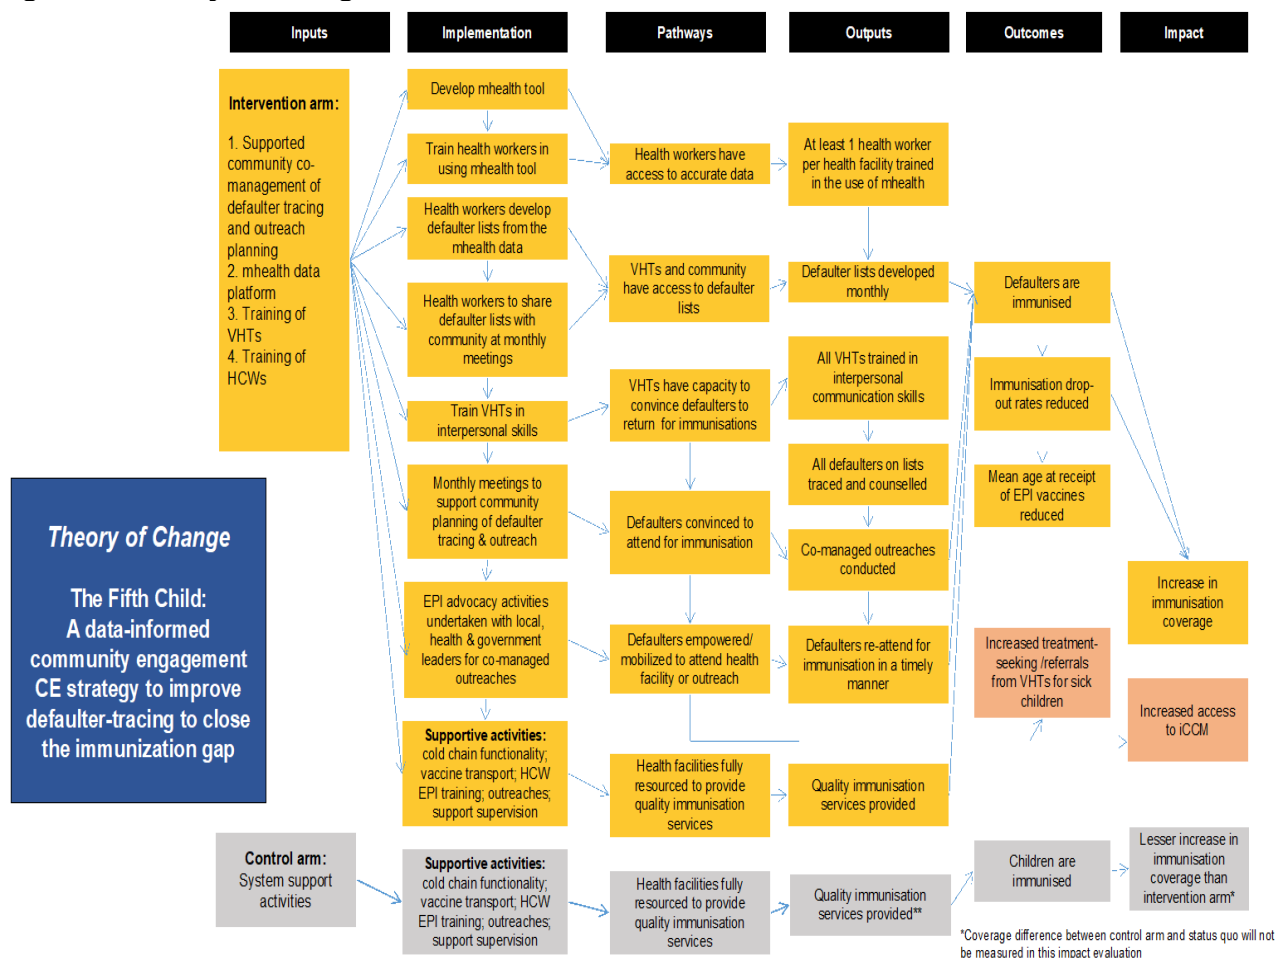 Inputs
Implementation
Pathways
Outputs
Outcomes
Impact
Intervention arm:
1. Supported
community co-
management of
defaulter tracing
and outreach
planning
2. mhealth data
platform
3. Training of
VHTs
4. Training of
HCWs
Develop mhealth tool
Train health workers in
using mhealth tool
Health workers develop
defaulter lists from the
mhealth data
Health workers to share
defaulter lists with
community at monthly
meetings
Train VHTs in
interpersonal skills
Monthly meetings to
support community
planning of defaulter
tracing & outreach
EPI advocacy activities
undertaken with local,
health & government
leaders for co-managed
outreaches
Supportive activities:
cold chain functionality;
vaccine transport; HCW
EPI training; outreaches;
support supervision
Health workers have
access to accurate data
VHTs and community
have access to defaulter
lists
VHTs have capacity to
convince defaulters to
return for immunisations
Defaulters convinced to
attend for immunisation
Defaulters empowered/
mobilized to attend health
facility or outreach
Health facilities fully
resourced to provide
quality immunisation
services
At least 1 health worker
per health facility trained
in the use of mhealth
Defaulter lists developed
monthly
All VHTs trained in
interpersonal
communication skills
All defaulters on lists
traced and counselled
Co-managed outreaches
conducted
Defaulters re-attend for
immunisation in a timely
manner
Quality immunisation
services provided
Defaulters are
immunised
Immunisation drop-
out rates reduced
Mean age at receipt
of EPI vaccines
reduced
Increased treatment-
seeking /referrals
from VHTs for sick
children
Increase in
immunisation
coverage
Increased access
to iCCM
Theory of Change
The Fifth Child:
A data-informed
community engagement
CE strategy to improve
defaulter-tracing to close
the immunization gap
Control arm:
System support
activities
Supportive activities:
cold chain functionality;
vaccine transport; HCW
EPI training; outreaches;
support supervision
Health facilities fully
resourced to provide
quality immunisation
services
Quality immunisation
services provided**
Children are
immunised
Lesser increase in
immunisation
coverage than
intervention arm*
*Coverage difference between control arm and status quo will not
be measured in this impact evaluation